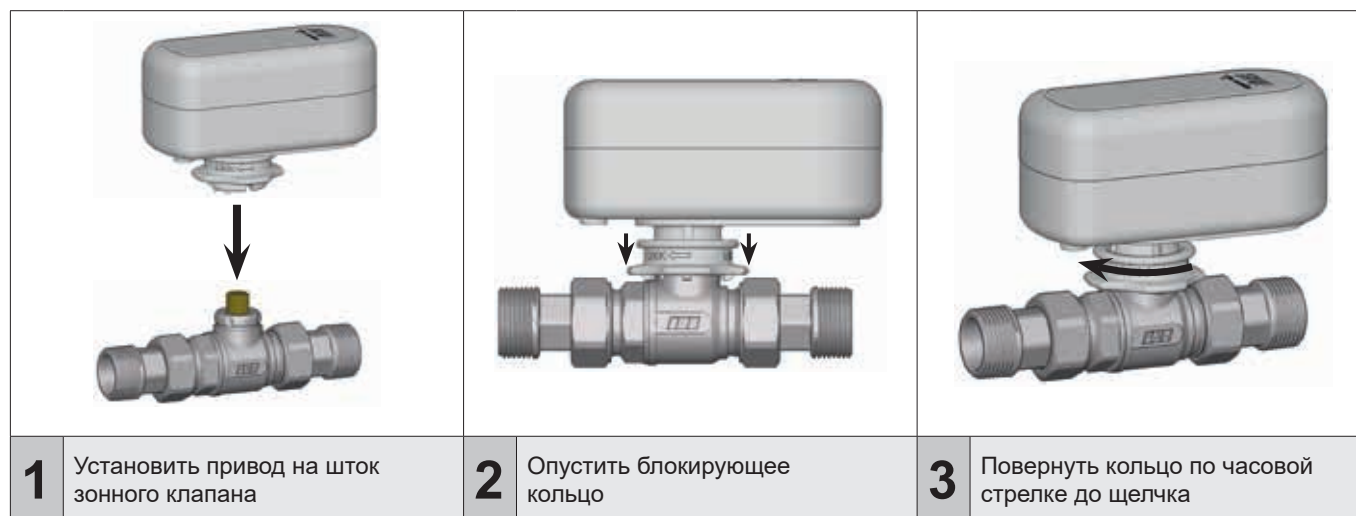 1
Установить привод на шток
зонного клапана
2
Опустить блокирующее
кольцо
3
Повернуть кольцо по часовой
стрелке до щелчка